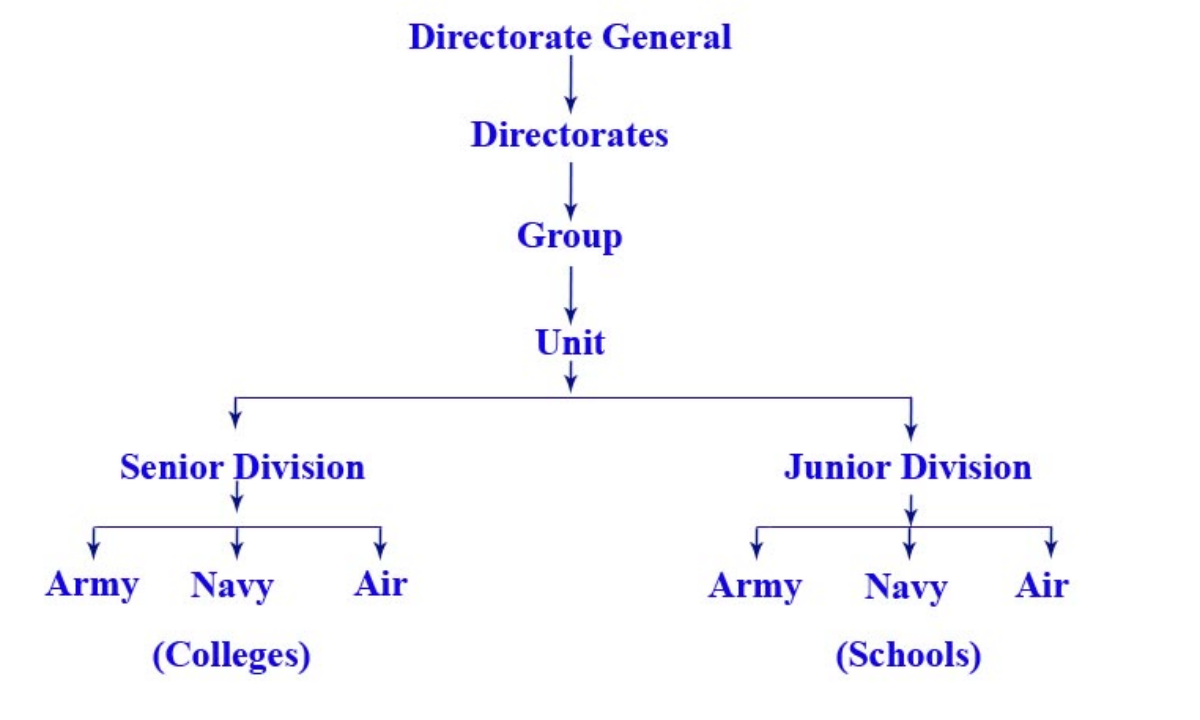 Directorate General
Directorates
Group
Unit
Senior Division
Junior Division
Army Navy Air
Army Navy Air
(Colleges)
(Schools)